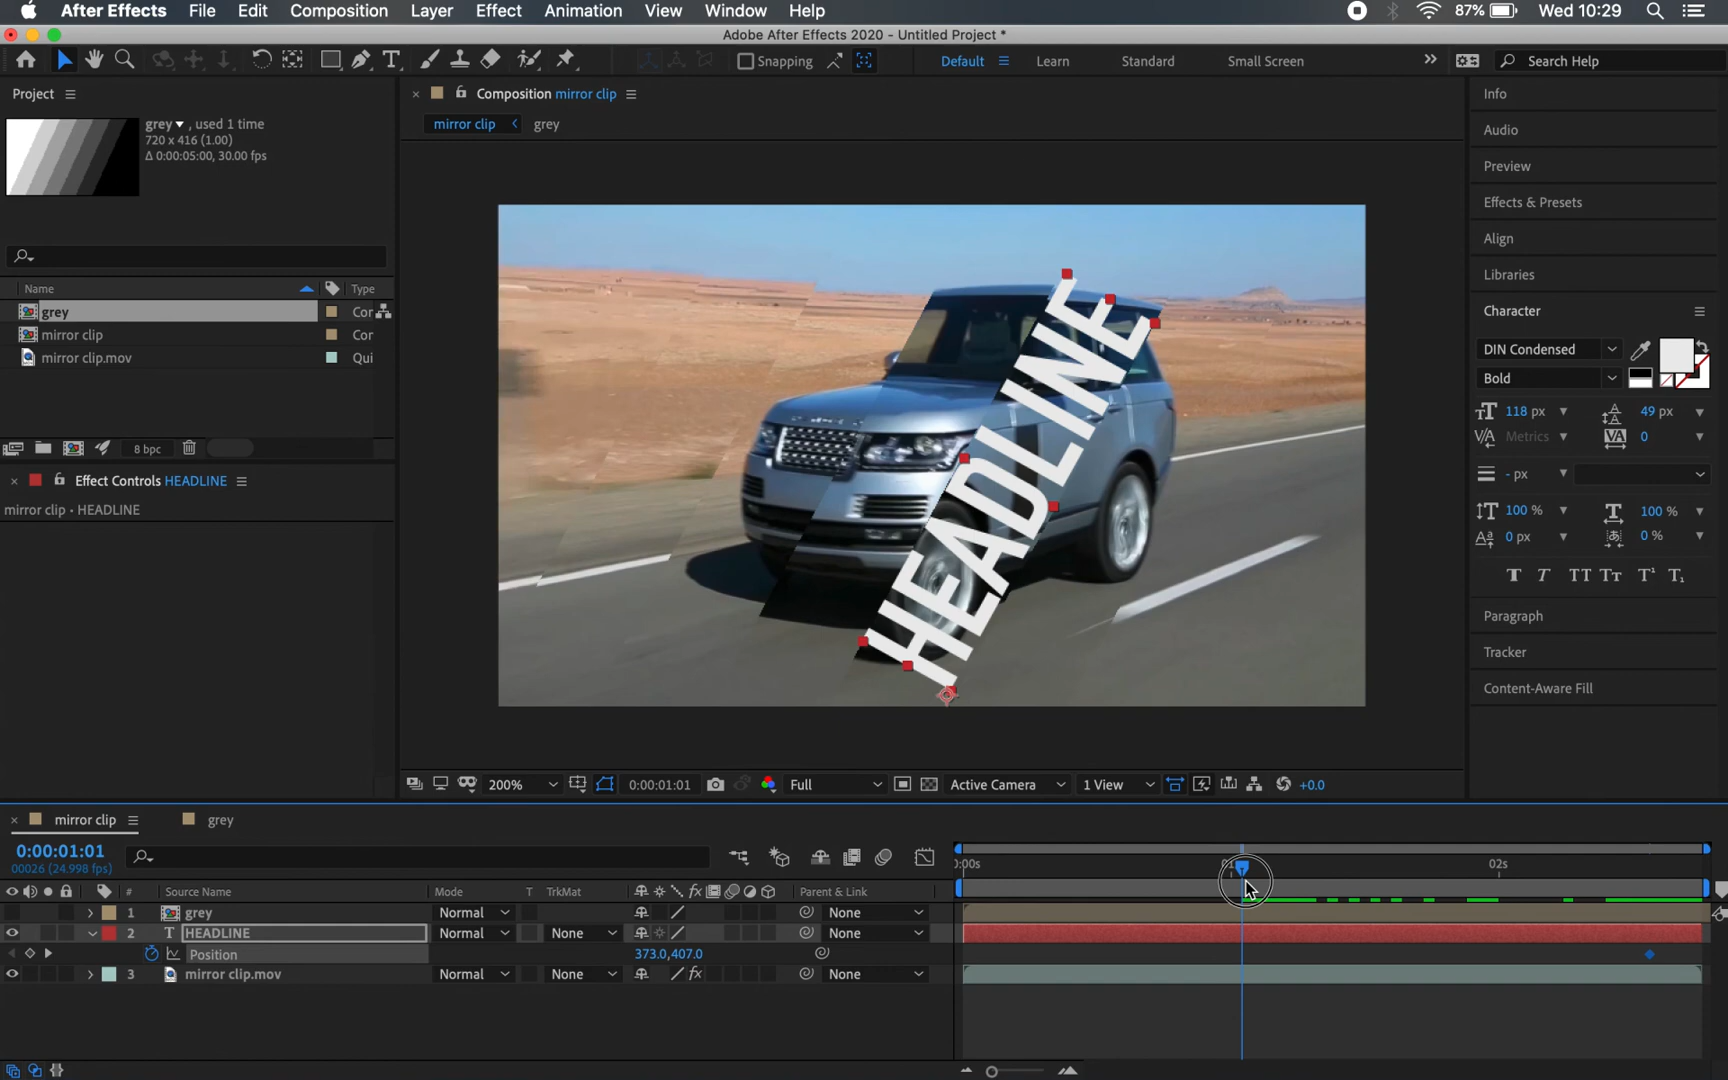 After Effects File Edit Composition Layer Effect Animation View Window Help 87% Wed 10:29
Adobe After Effects 2020 - Untitled Project *
Snapping Default Learn Standard Small Screen Search Help
Project
grey, used 1 time
720 x 416 (1.00)
Δ 0:00:05:00, 30.00 fps
Name Type
grey Cor
mirror clip Cor
mirror clip.mov Qui
8 bpc
Effect Controls HEADLINE
mirror clip • HEADLINE
Composition mirror clip
mirror clip grey
HEADLINE
200% 0:00:01:01 Full Active Camera 1 View +0.0
Info
Audio
Preview
Effects & Presets
Align
Libraries
Character
DIN Condensed
Bold
118 px 49 px
Metrics 0
- px
100 % 100 %
0 px 0 %
T T TT Tт T¹ T₁
Paragraph
Tracker
Content-Aware Fill
mirror clip grey
0:00:01:01
00026 (24.998 fps)
:00s 02s
# Source Name Mode T TrkMat Parent & Link
1 grey Normal None
2 T HEADLINE Normal None None
Position 373.0,407.0
3 mirror clip.mov Normal None None